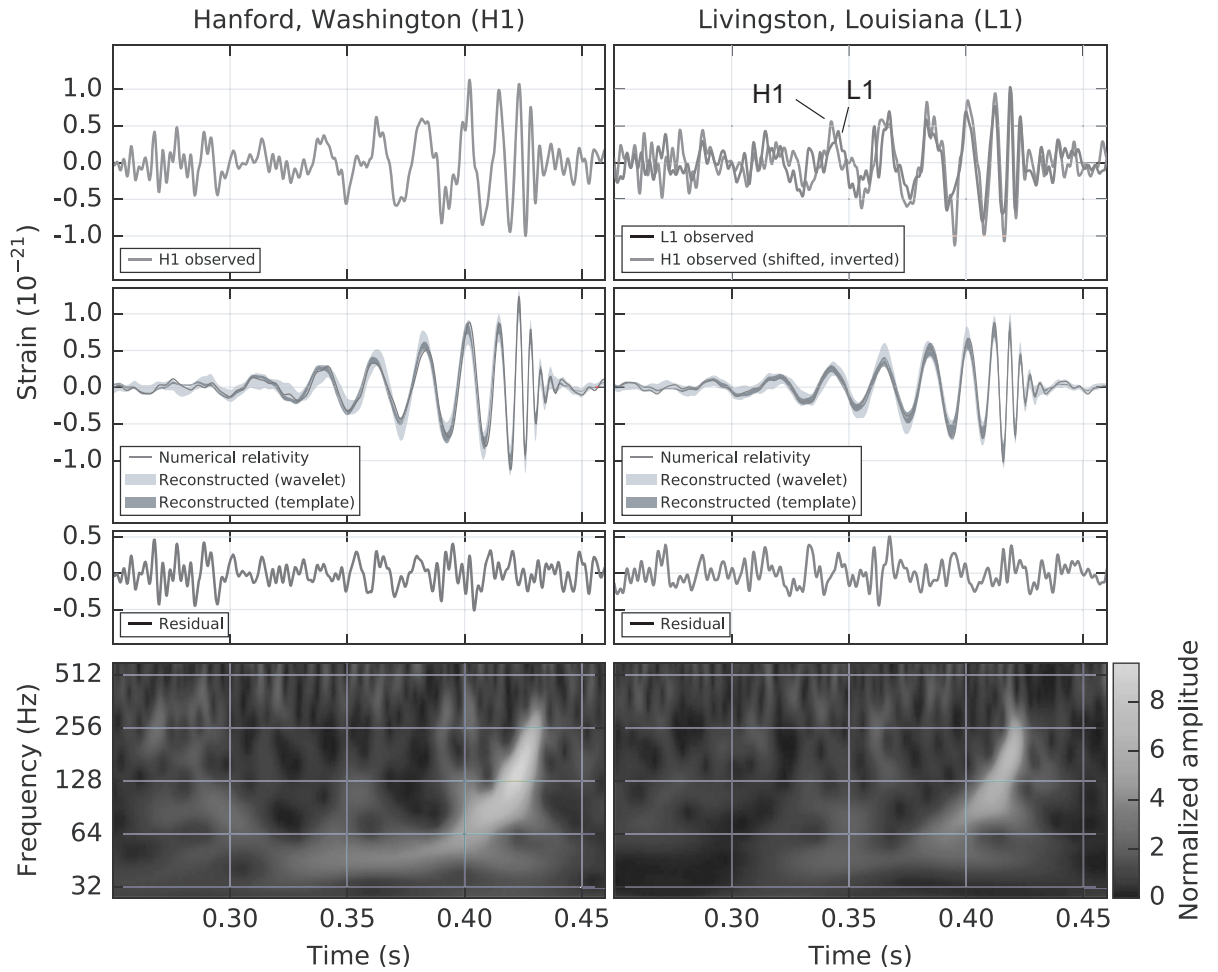 Hanford, Washington (H1)
Livingston, Louisiana (L1)
1.0
0.5
0.0
-0.5
-1.0
H1 observed
H1
L1
L1 observed
H1 observed (shifted, inverted)
Strain (10⁻²¹)
1.0
0.5
0.0
-0.5
-1.0
Numerical relativity
Reconstructed (wavelet)
Reconstructed (template)
Numerical relativity
Reconstructed (wavelet)
Reconstructed (template)
0.5
0.0
-0.5
Residual
Residual
Frequency (Hz)
512
256
128
64
32
Normalized amplitude
8
6
4
2
0
0.30
0.35
0.40
0.45
0.30
0.35
0.40
0.45
Time (s)
Time (s)